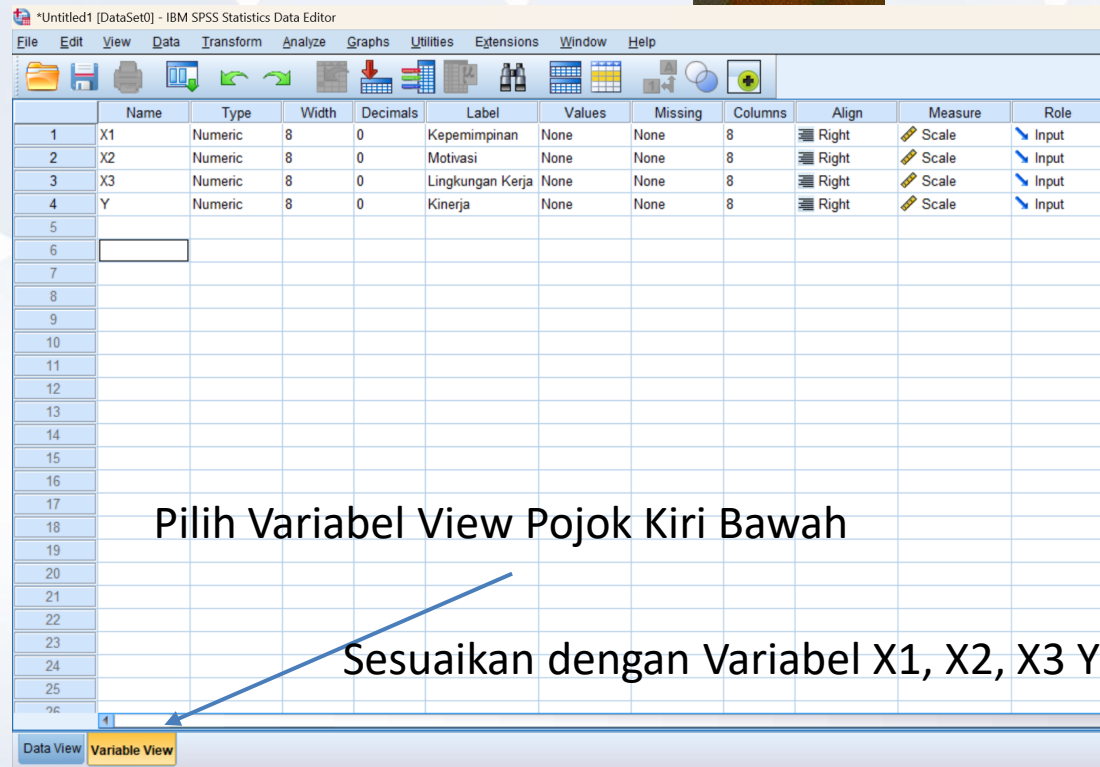 *Untitled1 [DataSet0] - IBM SPSS Statistics Data Editor
File Edit View Data Transform Analyze Graphs Utilities Extensions Window Help
Name Type Width Decimals Label Values Missing Columns Align Measure Role
1 X1 Numeric 8 0 Kepemimpinan None None 8 Right Scale Input
2 X2 Numeric 8 0 Motivasi None None 8 Right Scale Input
3 X3 Numeric 8 0 Lingkungan Kerja None None 8 Right Scale Input
4 Y Numeric 8 0 Kinerja None None 8 Right Scale Input
5
6
7
8
9
10
11
12
13
14
15
16
17
Pilih Variabel View Pojok Kiri Bawah
18
19
20
21
22
23
Sesuaikan dengan Variabel X1, X2, X3 Y
24
25
26
Data View Variable View